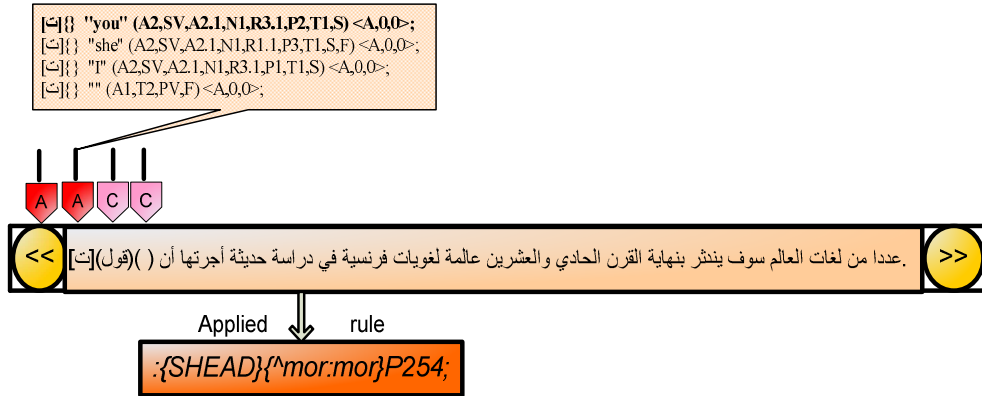 [ت]{} "you" (A2,SV,A2.1,N1,R3.1,P2,T1,S) <A,0,0>;
[ت]{} "she" (A2,SV,A2.1,N1,R1.1,P3,T1,S,F) <A,0,0>;
[ت]{} "I" (A2,SV,A2.1,N1,R3.1,P1,T1,S) <A,0,0>;
[ت]{} "" (A1,T2,PV,F) <A,0,0>;
A A C C
<< .عددا من لغات العالم سوف يندثر بنهاية القرن الحادي والعشرين عالمة لغويات فرنسية في دراسة حديثة أجرتها أن ( )(قول)[ت] >>
Applied rule
:{SHEAD}{^mor:mor}P254;